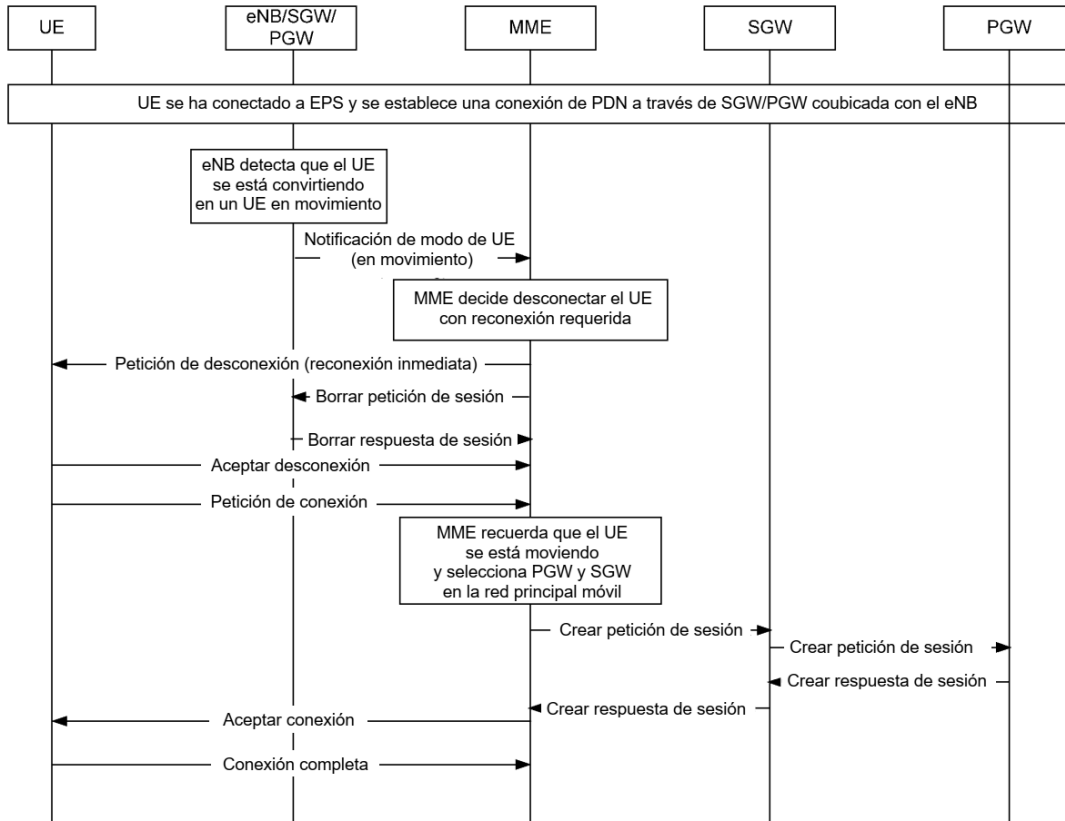 UE
eNB/SGW/
PGW
MME
SGW
PGW
UE se ha conectado a EPS y se establece una conexión de PDN a través de SGW/PGW coubicada con el eNB
eNB detecta que el UE
se está convirtiendo
en un UE en movimiento
Notificación de modo de UE
(en movimiento)
MME decide desconectar el UE
con reconexión requerida
Petición de desconexión (reconexión inmediata)
Borrar petición de sesión
Borrar respuesta de sesión
Aceptar desconexión
Petición de conexión
MME recuerda que el UE
se está moviendo
y selecciona PGW y SGW
en la red principal móvil
Crear petición de sesión
Crear petición de sesión
Crear respuesta de sesión
Crear respuesta de sesión
Aceptar conexión
Conexión completa